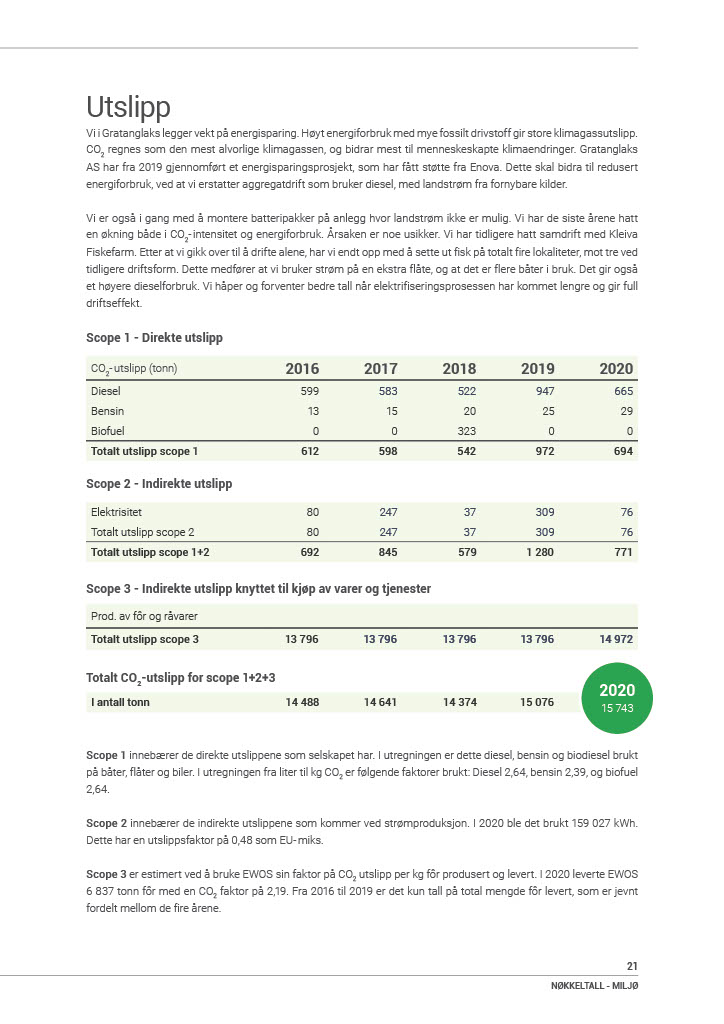 Utslipp
Vi i Gratanglaks legger vekt på energisparing. Høyt energiforbruk med mye fossilt drivstoff gir store klimagassutslipp.
CO2 regnes som den mest alvorlige klimagassen, og bidrar mest til menneskeskapte klimaendringer. Gratanglaks
AS har fra 2019 gjennomført et energisparingsprosjekt, som har fått støtte fra Enova. Dette skal bidra til redusert
energiforbruk, ved at vi erstatter aggregatdrift som bruker diesel, med landstrøm fra fornybare kilder.
Vi er også i gang med å montere batteripakker på anlegg hvor landstrøm ikke er mulig. Vi har de siste årene hatt
en økning både i CO2-intensitet og energiforbruk. Årsaken er noe usikker. Vi har tidligere hatt samdrift med Kleiva
Fiskefarm. Etter at vi gikk over til å drifte alene, har vi endt opp med å sette ut fisk på totalt fire lokaliteter, mot tre ved
tidligere driftsform. Dette medfører at vi bruker strøm på en ekstra flåte, og at det er flere båter i bruk. Det gir også
et høyere dieselforbruk. Vi håper og forventer bedre tall når elektrifiseringsprosessen har kommet lengre og gir full
driftseffekt.
Scope 1 - Direkte utslipp
CO2-utslipp (tonn) 2016 2017 2018 2019 2020
Diesel 599 583 522 947 665
Bensin 13 15 20 25 29
Biofuel 0 0 323 0 0
Totalt utslipp scope 1 612 598 542 972 694
Scope 2 - Indirekte utslipp
Elektrisitet 80 247 37 309 76
Totalt utslipp scope 2 80 247 37 309 76
Totalt utslipp scope 1+2 692 845 579 1 280 771
Scope 3 - Indirekte utslipp knyttet til kjøp av varer og tjenester
Prod. av fôr og råvarer
Totalt utslipp scope 3 13 796 13 796 13 796 13 796 14 972
Totalt CO2-utslipp for scope 1+2+3
I antall tonn 14 488 14 641 14 374 15 076
2020
15 743
Scope 1 innebærer de direkte utslippene som selskapet har. I utregningen er dette diesel, bensin og biodiesel brukt
på båter, flåter og biler. I utregningen fra liter til kg CO2 er følgende faktorer brukt: Diesel 2,64, bensin 2,39, og biofuel
2,64.
Scope 2 innebærer de indirekte utslippene som kommer ved strømproduksjon. I 2020 ble det brukt 159 027 kWh.
Dette har en utslippsfaktor på 0,48 som EU-miks.
Scope 3 er estimert ved å bruke EWOS sin faktor på CO2 utslipp per kg fôr produsert og levert. I 2020 leverte EWOS
6 837 tonn fôr med en CO2 faktor på 2,19. Fra 2016 til 2019 er det kun tall på total mengde fôr levert, som er jevnt
fordelt mellom de fire årene.
21
NØKKELTALL - MILJØ